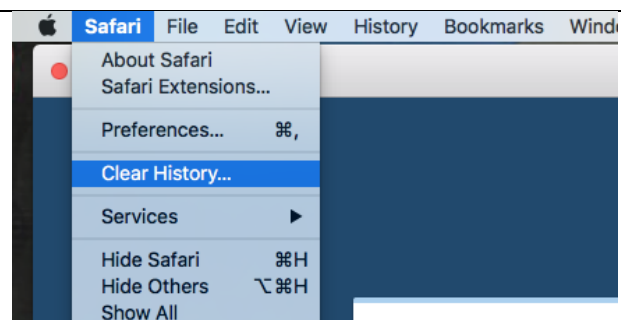 Safari File Edit View History Bookmarks
About Safari
Safari Extensions...
Preferences... ⌘,
Clear History...
Services ▶
Hide Safari ⌘H
Hide Others ⌥⌘H
Show All